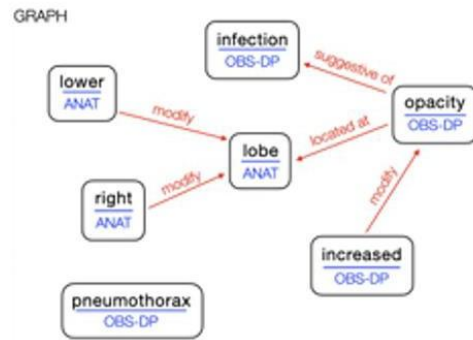 GRAPH
infection
OBS-DP
suggestive of
lower
ANAT
opacity
OBS-DP
modify
located at
lobe
ANAT
right
ANAT
modify
modify
increased
OBS-DP
pneumothorax
OBS-DP